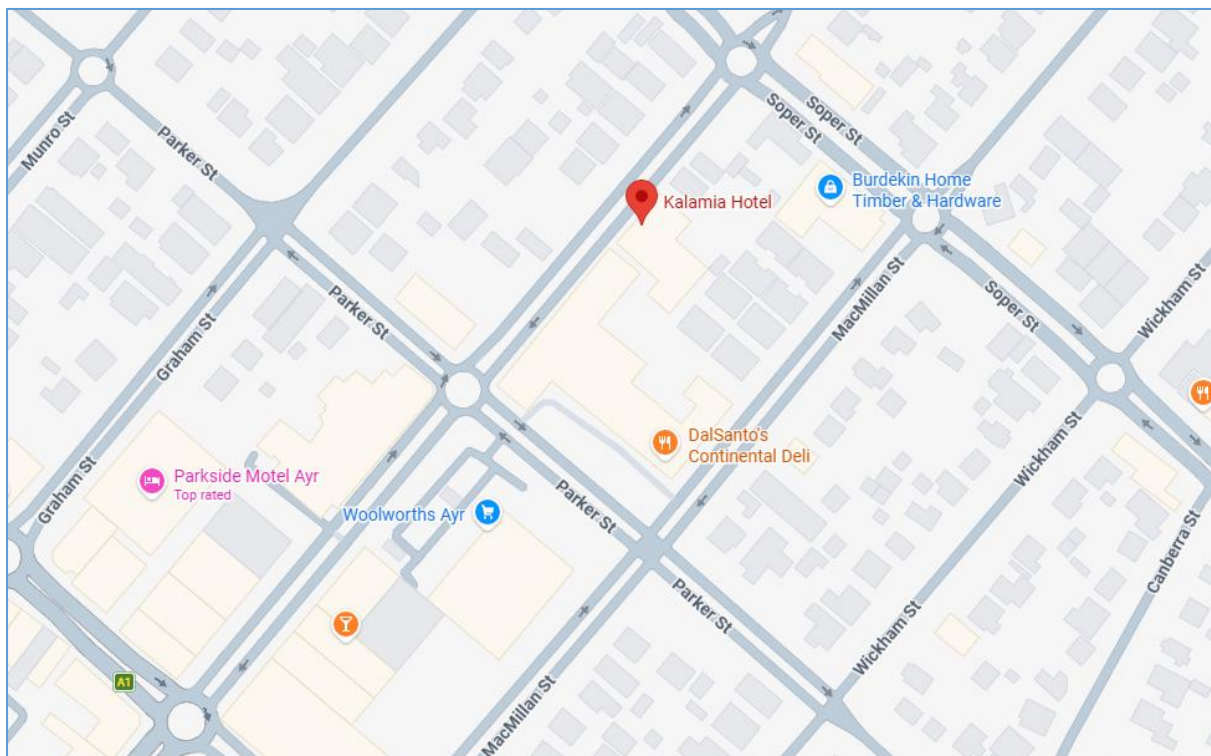 Soper St
Soper St
Munro St
Parker St
Kalamia Hotel
Burdekin Home
Timber & Hardware
MacMillan St
Soper St
Wickham St
Parker St
Graham St
DalSanto's
Continental Deli
Parkside Motel Ayr
Top rated
Graham St
Woolworths Ayr
Parker St
Wickham St
Canberra St
Parker St
Wickham St
A1
MacMillan St